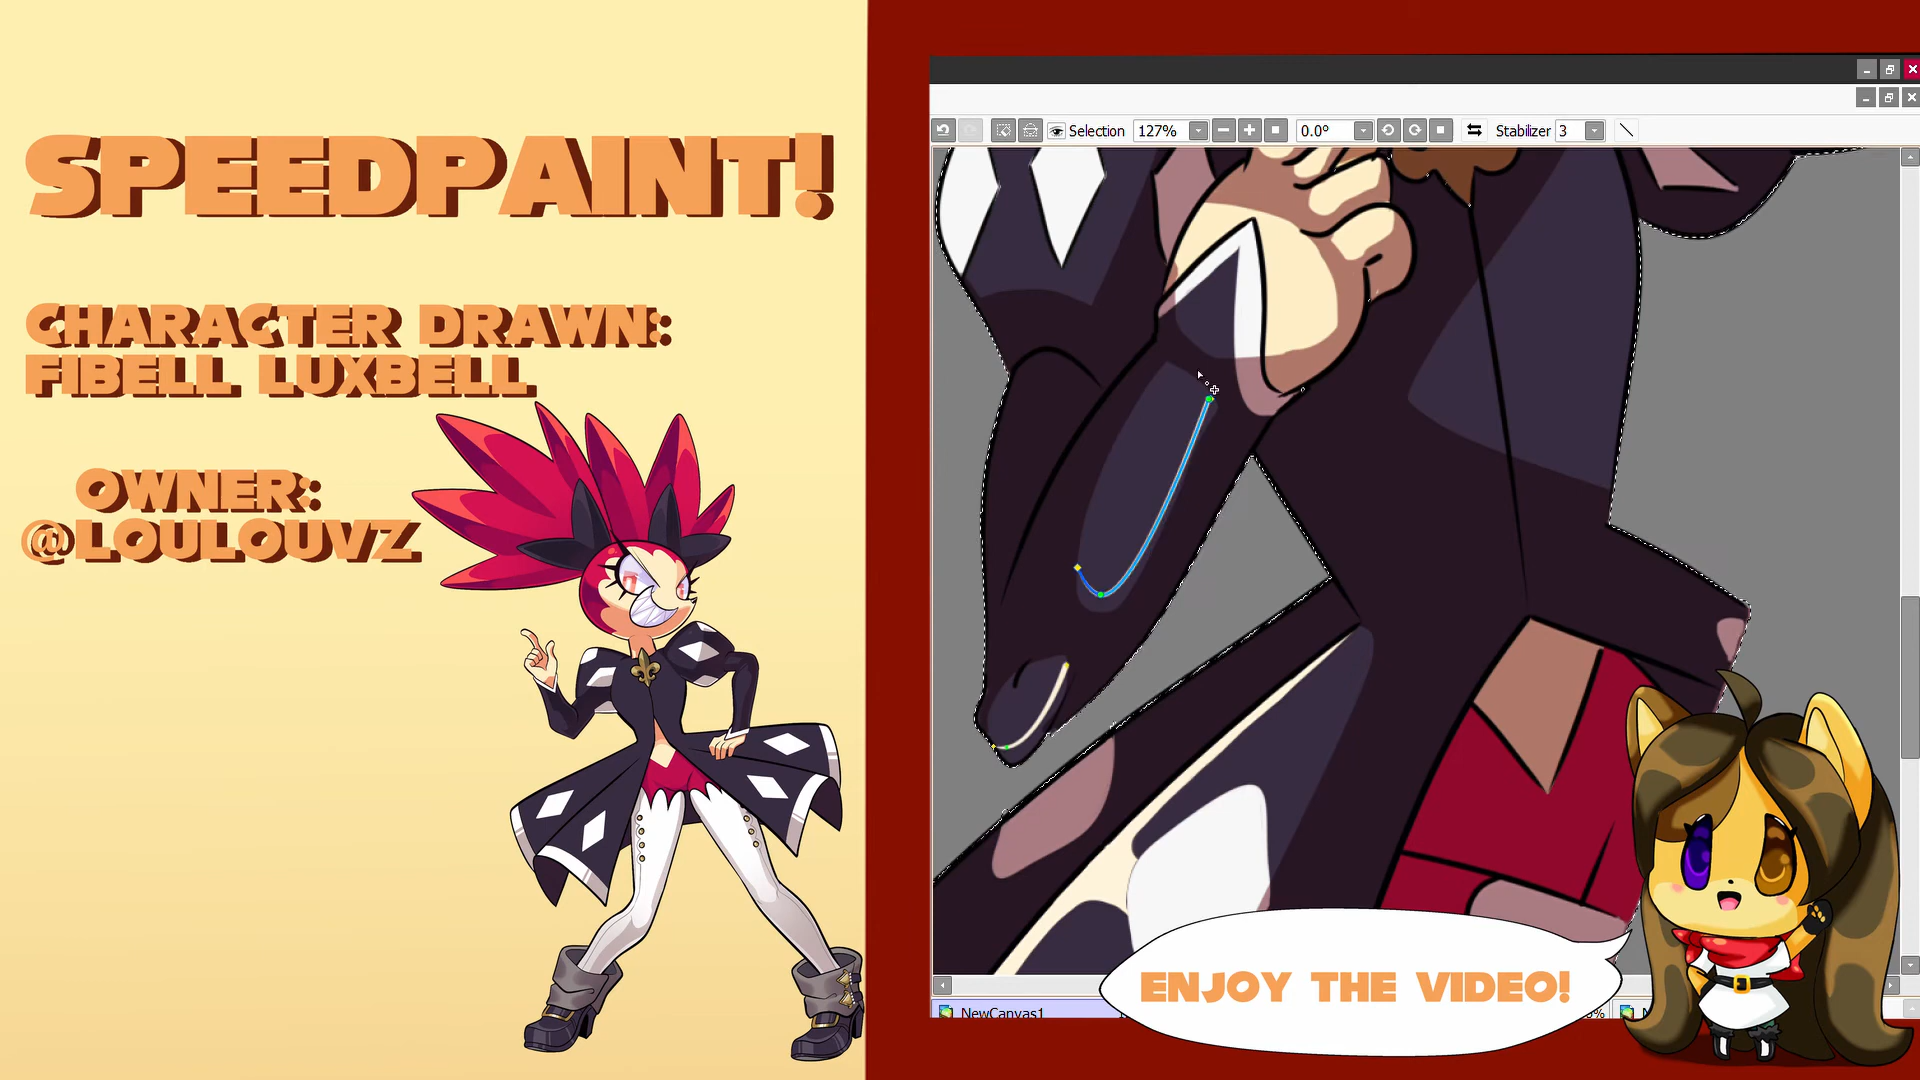 SPEEDPAINT!
CHARACTER DRAWN:
FIBELL LUXBELL
OWNER:
@LOULOUVZ
Selection 127% 0.0° Stabilizer 3
NewCanvas1
ENJOY THE VIDEO!